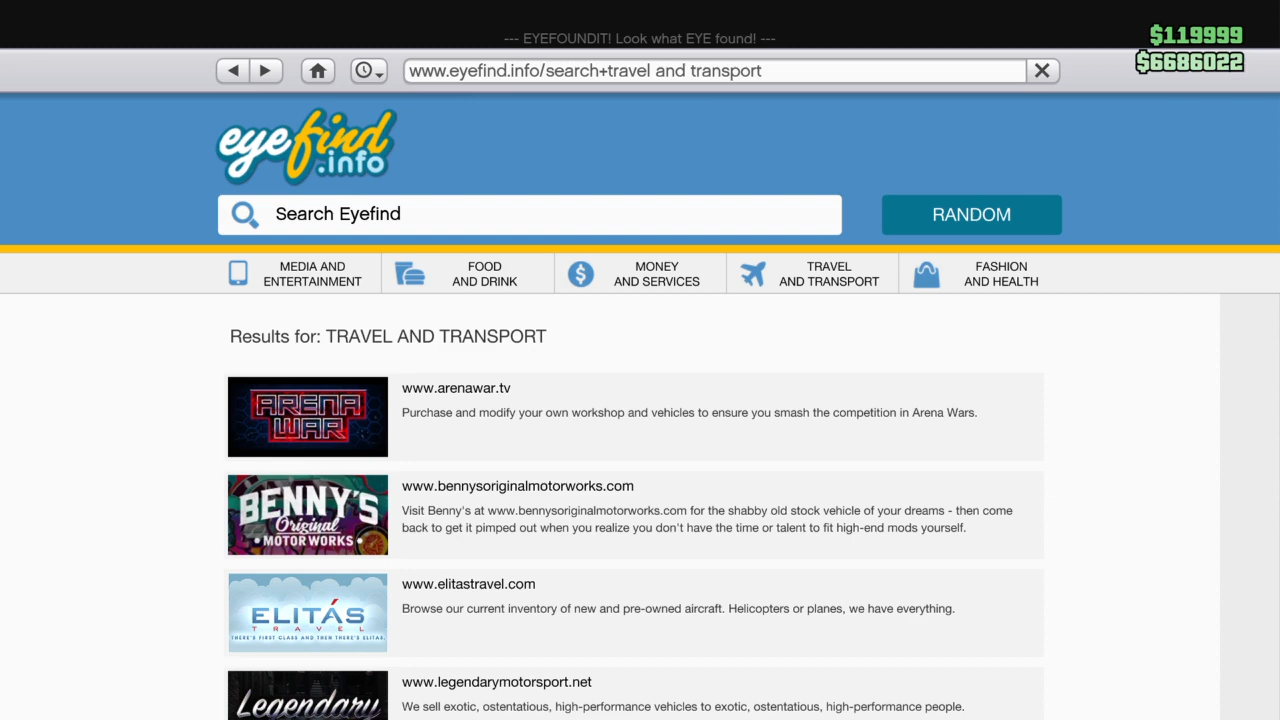 --- EYEFOUNDIT! Look what EYE found! ---
$119999
$6686022
www.eyefind.info/search+travel and transport
eyefind
.info
Search Eyefind
RANDOM
MEDIA AND
ENTERTAINMENT
FOOD
AND DRINK
MONEY
AND SERVICES
TRAVEL
AND TRANSPORT
FASHION
AND HEALTH
Results for: TRAVEL AND TRANSPORT
ARENA
WAR
www.arenawar.tv
Purchase and modify your own workshop and vehicles to ensure you smash the competition in Arena Wars.
BENNY'S
Original
• MOTOR WORKS •
www.bennysoriginalmotorworks.com
Visit Benny's at www.bennysoriginalmotorworks.com for the shabby old stock vehicle of your dreams - then come
back to get it pimped out when you realize you don't have the time or talent to fit high-end mods yourself.
ELITÁS
TRAVEL
THERE'S FIRST CLASS AND THEN THERE'S ELITAS.
www.elitastravel.com
Browse our current inventory of new and pre-owned aircraft. Helicopters or planes, we have everything.
Legendary
www.legendarymotorsport.net
We sell exotic, ostentatious, high-performance vehicles to exotic, ostentatious, high-performance people.